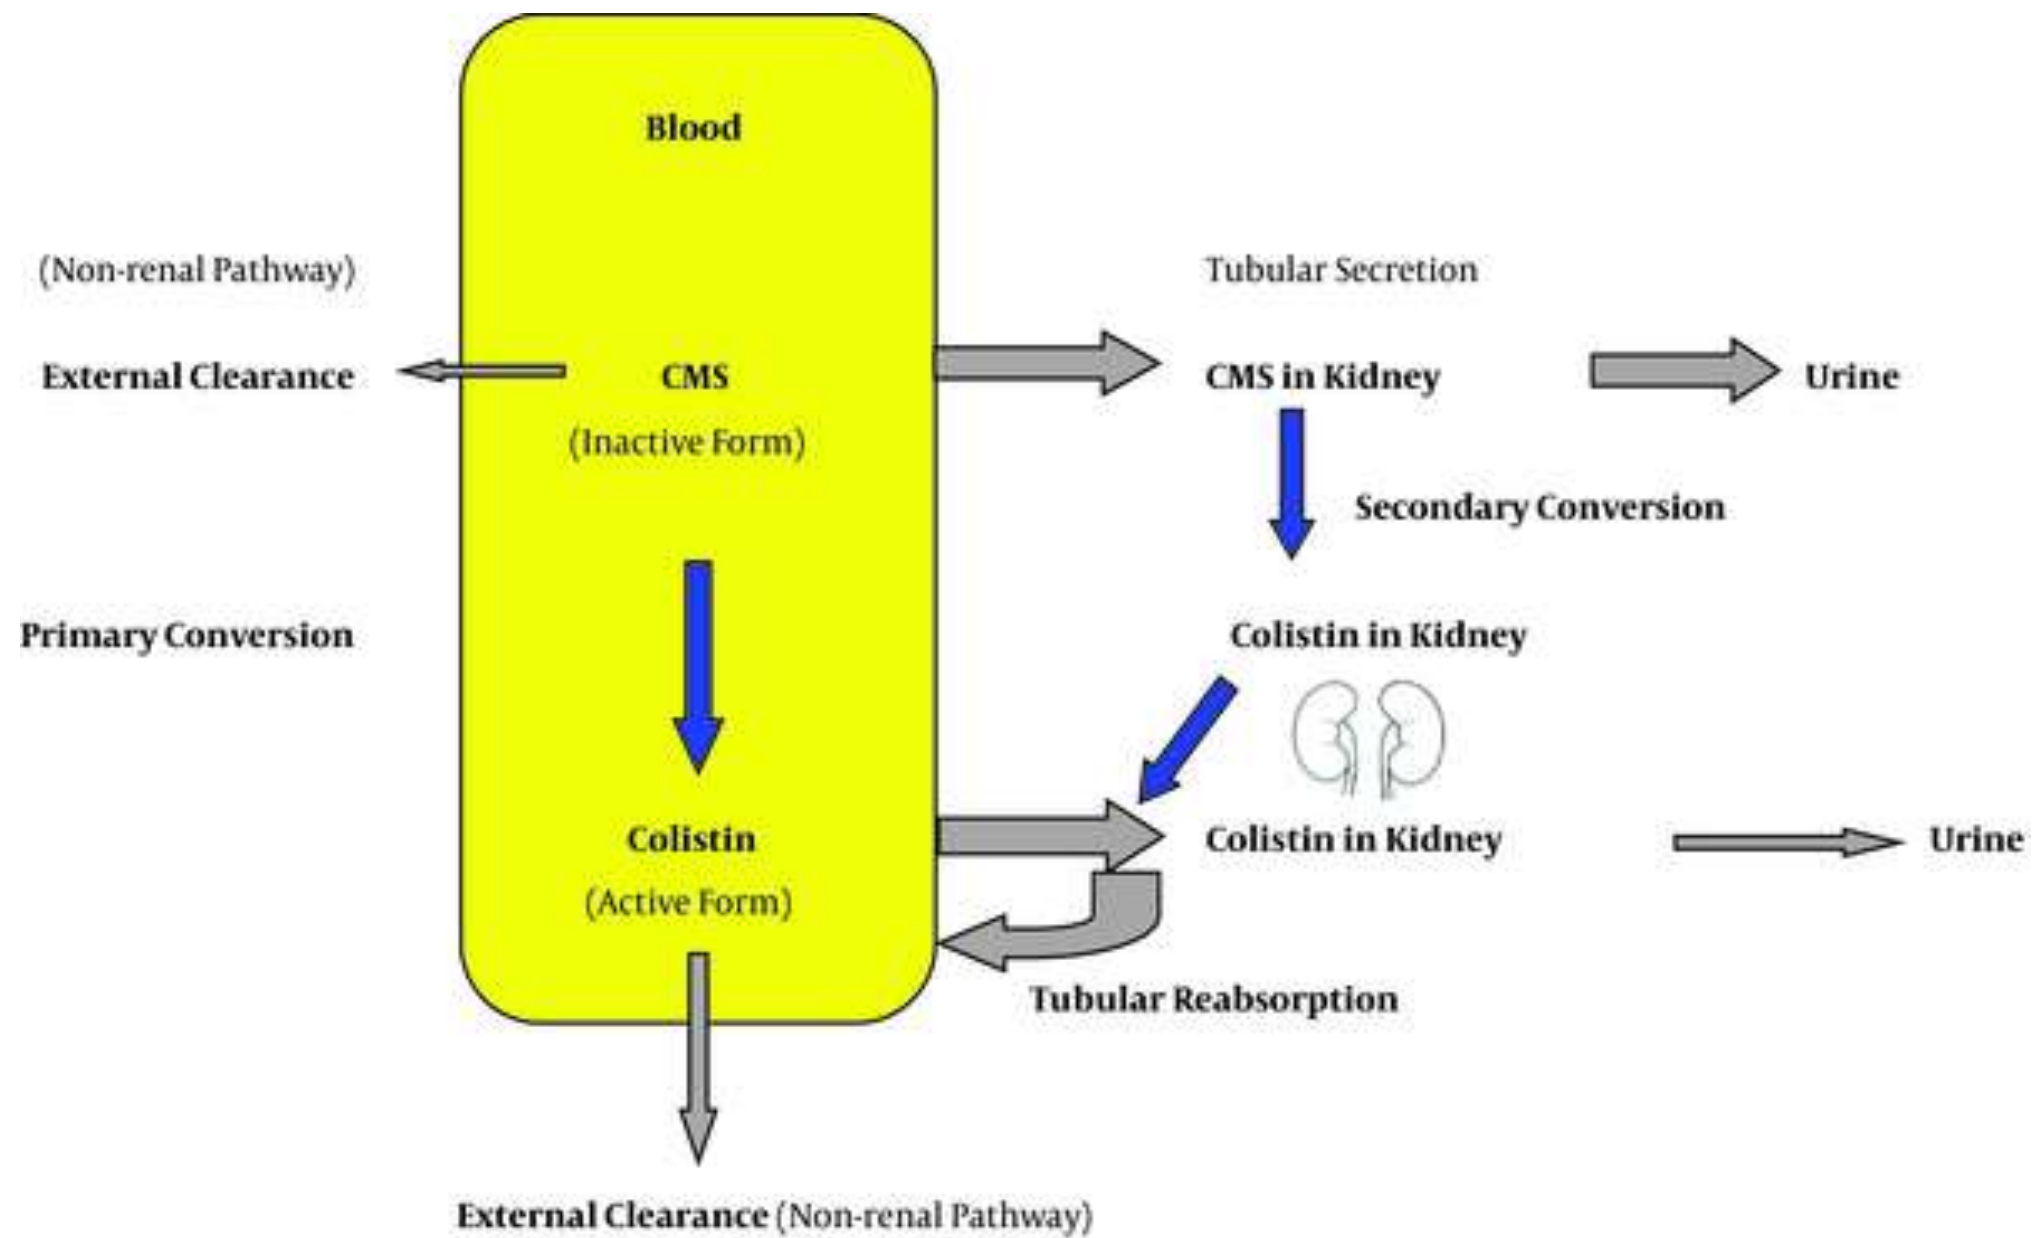 Blood
(Non-renal Pathway)
Tubular Secretion
External Clearance
CMS
CMS in Kidney
Urine
(Inactive Form)
Secondary Conversion
Primary Conversion
Colistin in Kidney
Colistin
Colistin in Kidney
Urine
(Active Form)
Tubular Reabsorption
External Clearance (Non-renal Pathway)